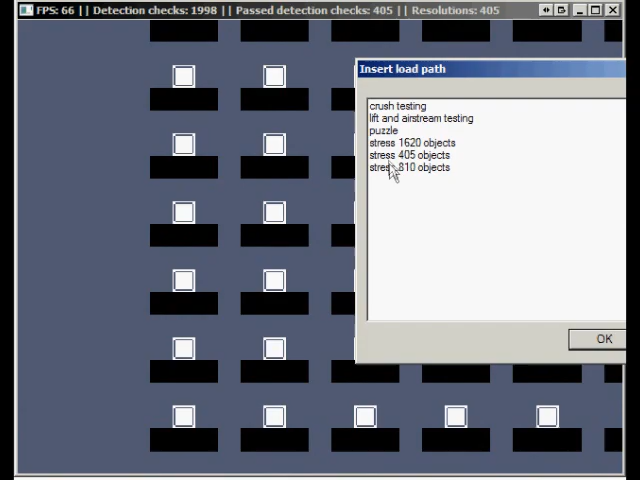 FPS: 66 || Detection checks: 1998 || Passed detection checks: 405 || Resolutions: 405
Insert load path
crush testing
lift and airstream testing
puzzle
stress 1620 objects
stress 405 objects
stress 810 objects
OK